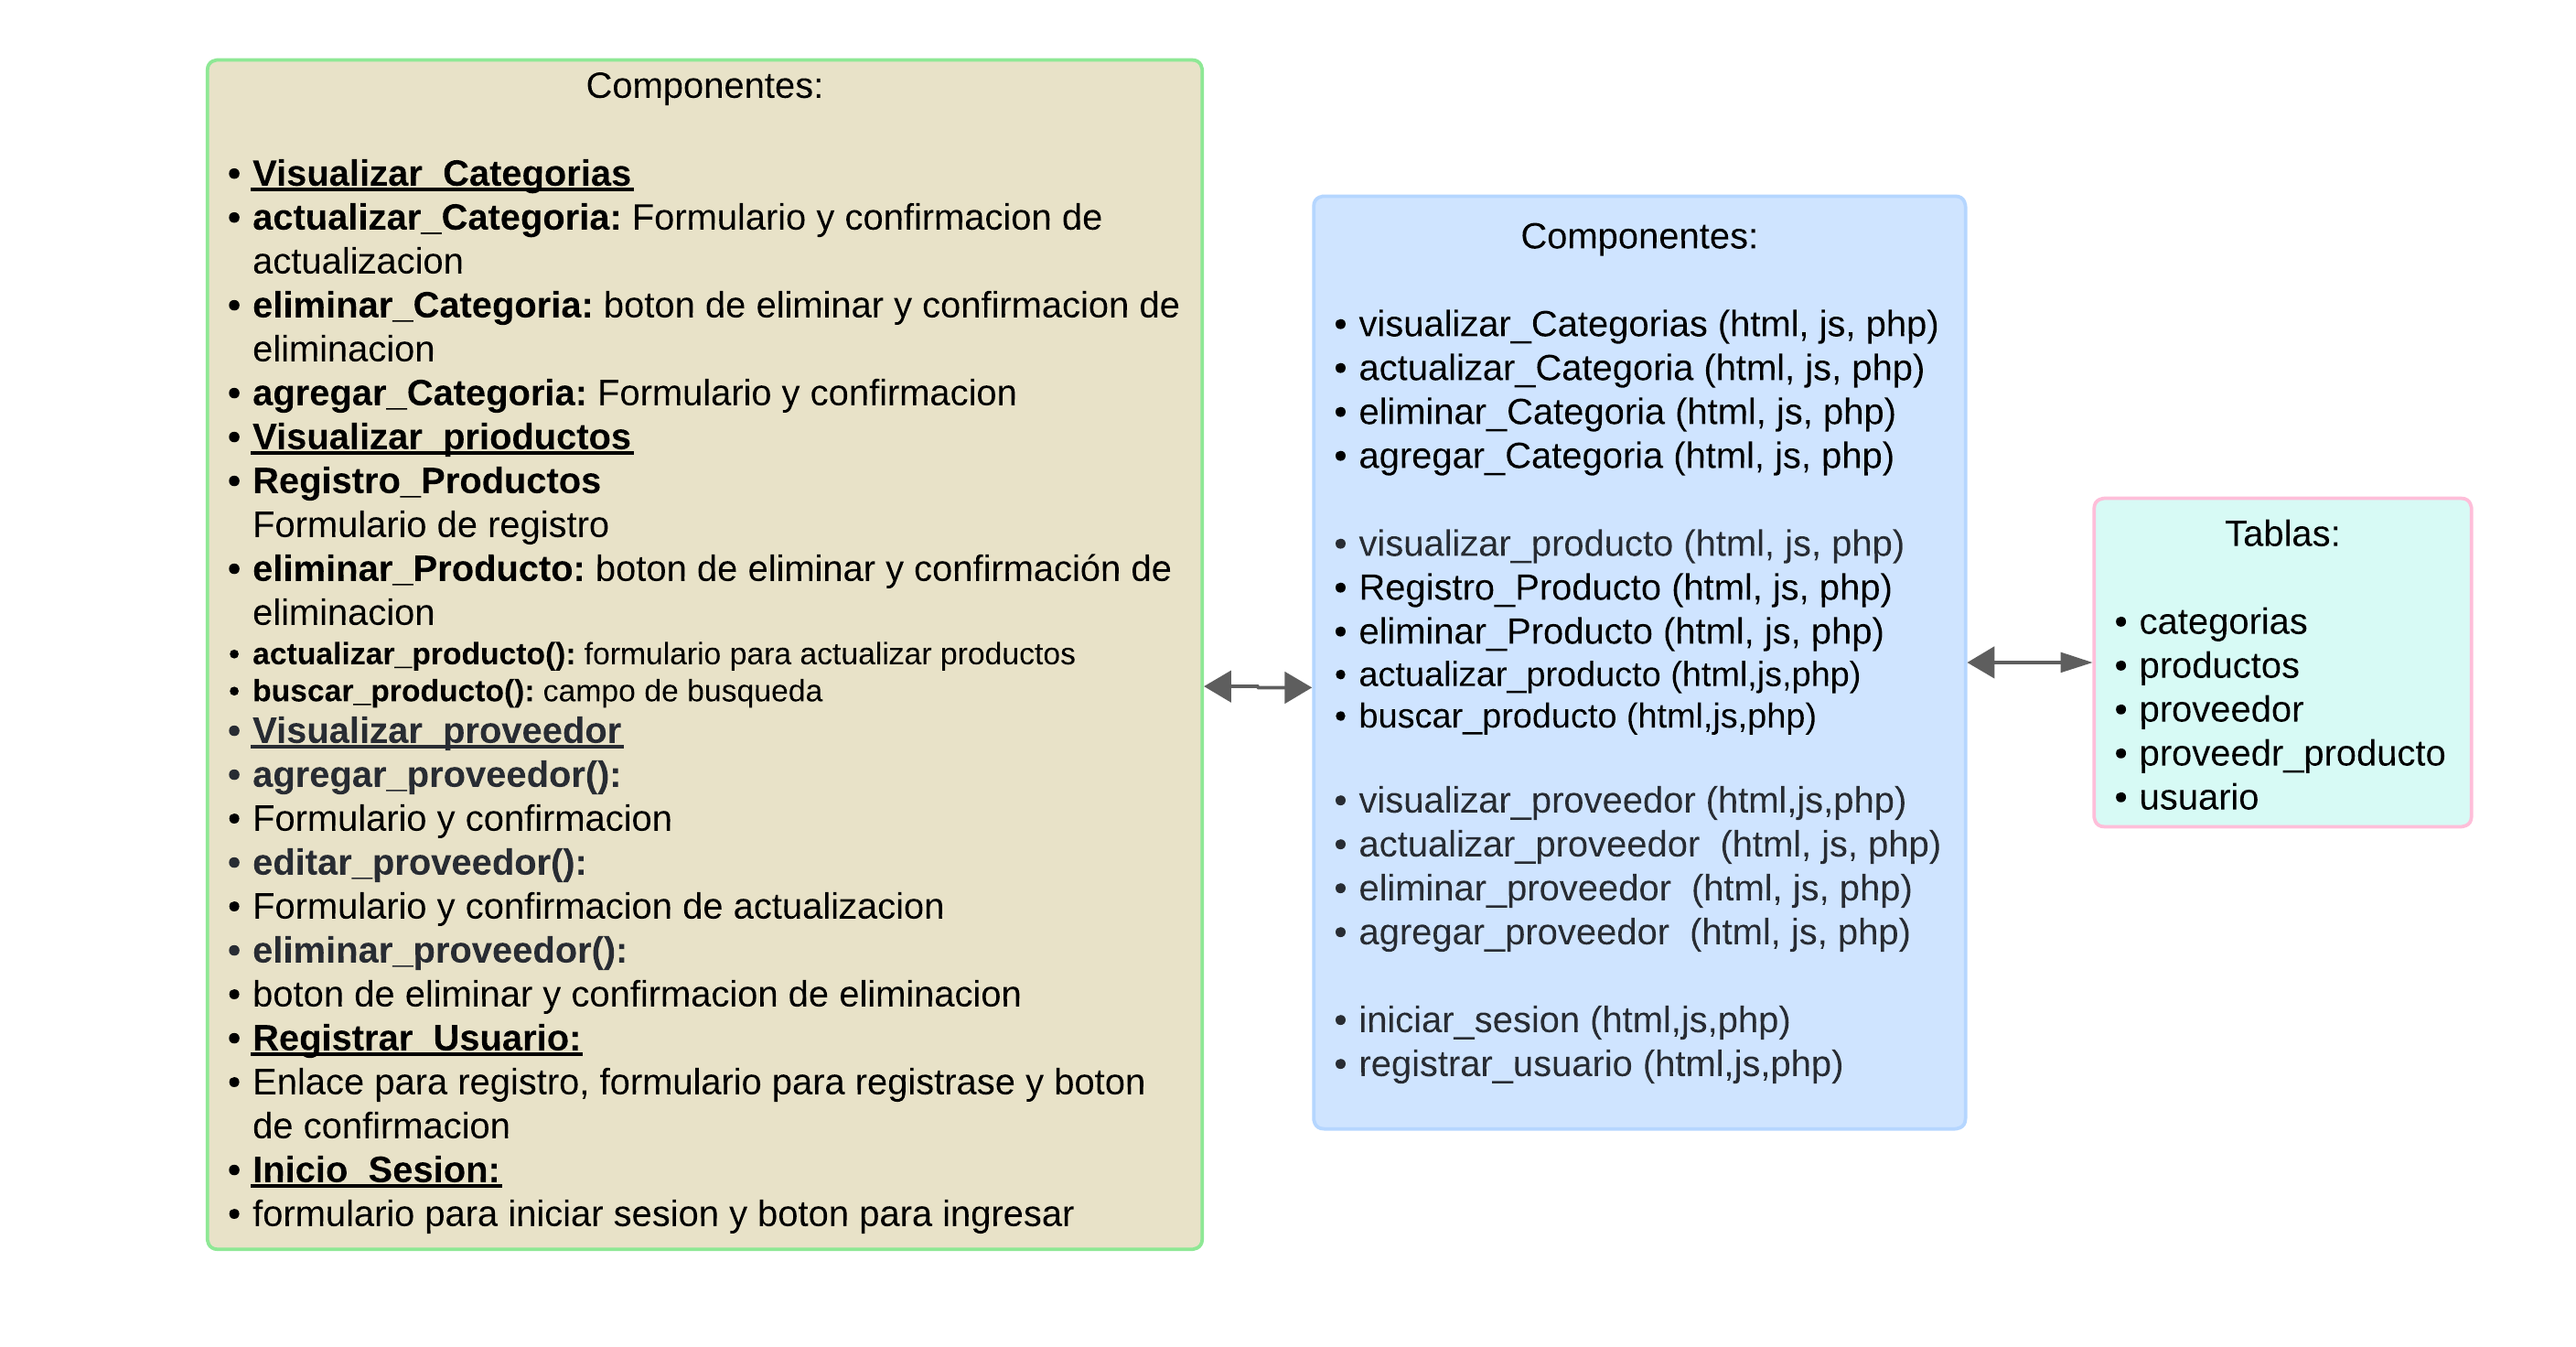 Componentes:
• Visualizar_Categorias
• actualizar_Categoria: Formulario y confirmacion de
actualizacion
• eliminar_Categoria: boton de eliminar y confirmacion de
eliminacion
• agregar_Categoria: Formulario y confirmacion
• Visualizar_prioductos
• Registro_Productos
Formulario de registro
• eliminar_Producto: boton de eliminar y confirmación de
eliminacion
• actualizar_producto(): formulario para actualizar productos
• buscar_producto(): campo de busqueda
• Visualizar_proveedor
• agregar_proveedor():
• Formulario y confirmacion
• editar_proveedor():
• Formulario y confirmacion de actualizacion
• eliminar_proveedor():
• boton de eliminar y confirmacion de eliminacion
• Registrar_Usuario:
• Enlace para registro, formulario para registrase y boton
de confirmacion
• Inicio_Sesion:
• formulario para iniciar sesion y boton para ingresar
Componentes:
• visualizar_Categorias (html, js, php)
• actualizar_Categoria (html, js, php)
• eliminar_Categoria (html, js, php)
• agregar_Categoria (html, js, php)
• visualizar_producto (html, js, php)
• Registro_Producto (html, js, php)
• eliminar_Producto (html, js, php)
• actualizar_producto (html,js,php)
• buscar_producto (html,js,php)
• visualizar_proveedor (html,js,php)
• actualizar_proveedor (html, js, php)
• eliminar_proveedor (html, js, php)
• agregar_proveedor (html, js, php)
• iniciar_sesion (html,js,php)
• registrar_usuario (html,js,php)
Tablas:
• categorias
• productos
• proveedor
• proveedr_producto
• usuario